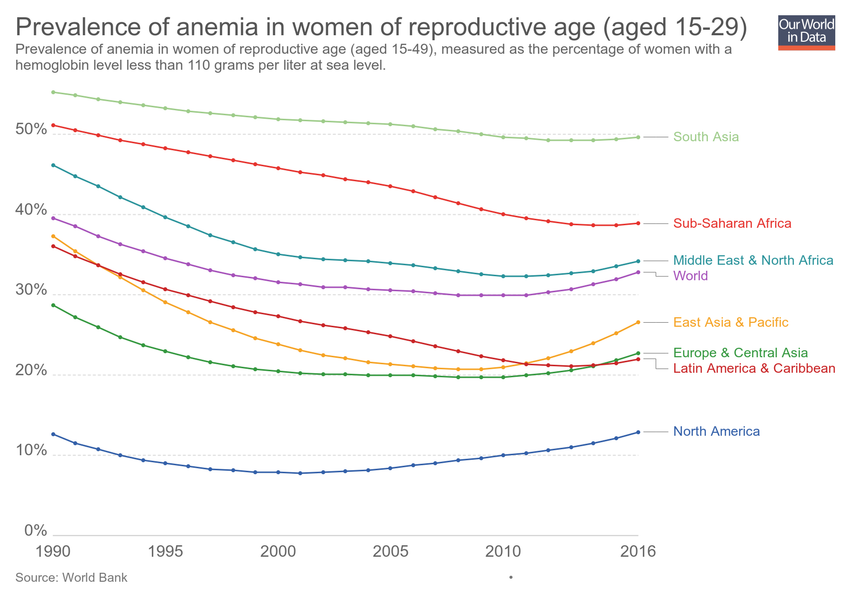 Prevalence of anemia in women of reproductive age (aged 15-29)
Our World
in Data
Prevalence of anemia in women of reproductive age (aged 15-49), measured as the percentage of women with a
hemoglobin level less than 110 grams per liter at sea level.
50%
40%
30%
20%
10%
0%
South Asia
Sub-Saharan Africa
Middle East & North Africa
World
East Asia & Pacific
Europe & Central Asia
Latin America & Caribbean
North America
1990 1995 2000 2005 2010 2016
Source: World Bank